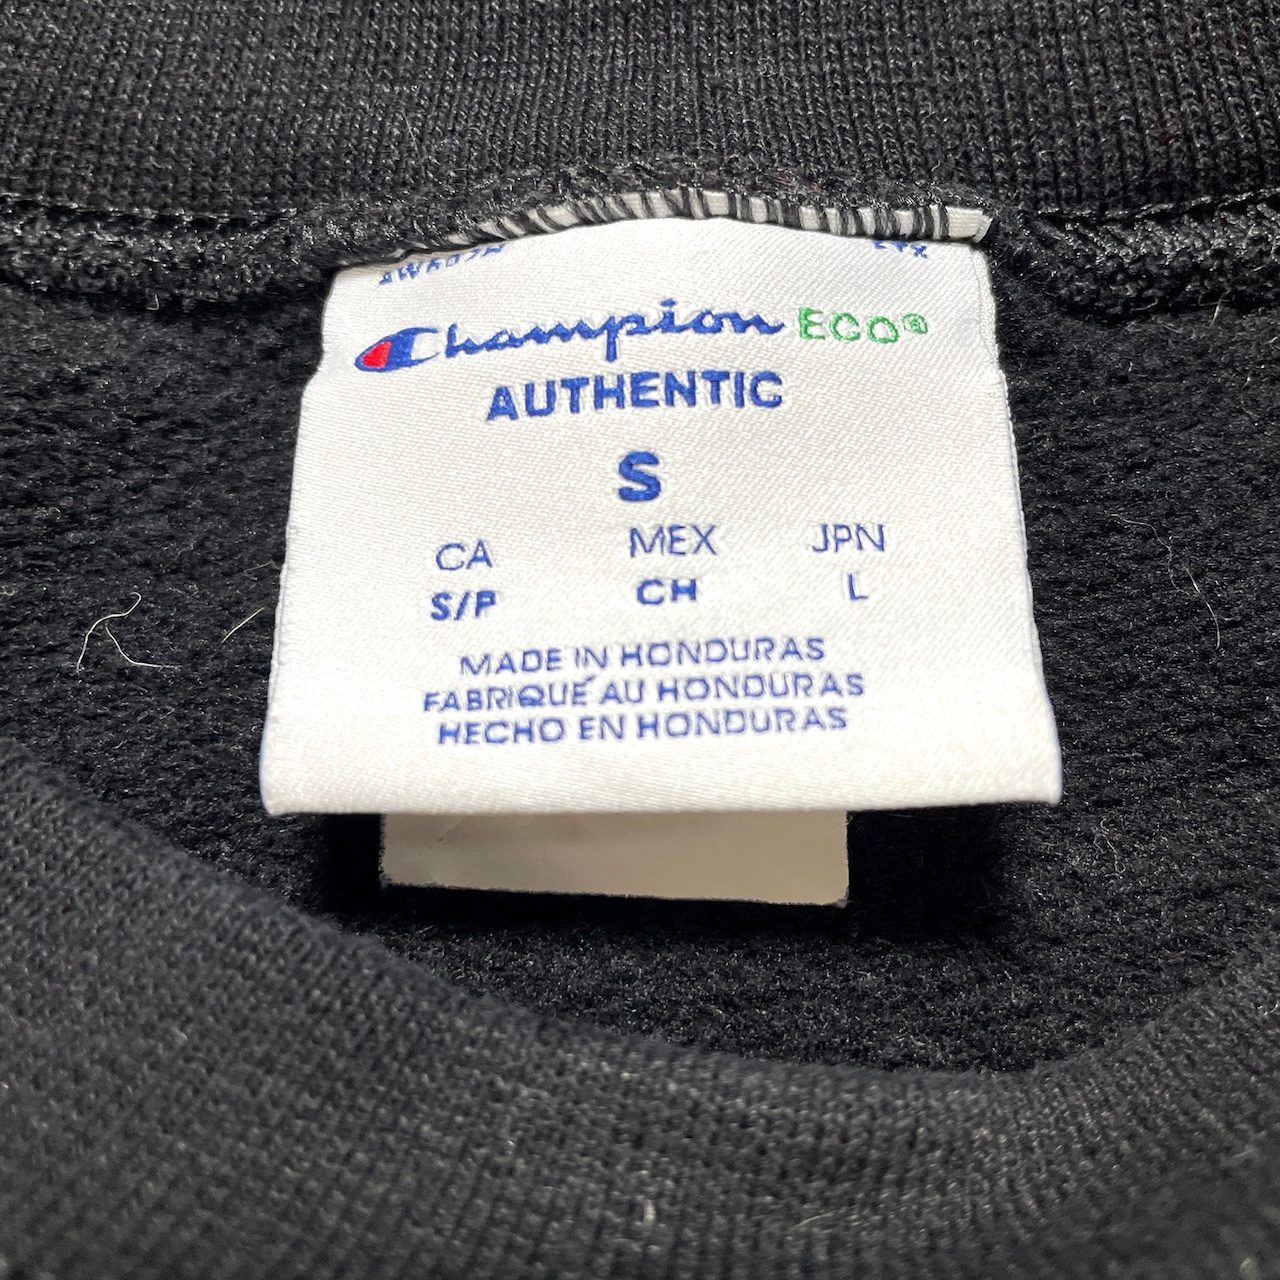 Champion ECO®
AUTHENTIC
S
CA MEX JPN
S/P CH L
MADE IN HONDURAS
FABRIQUÉ AU HONDURAS
HECHO EN HONDURAS